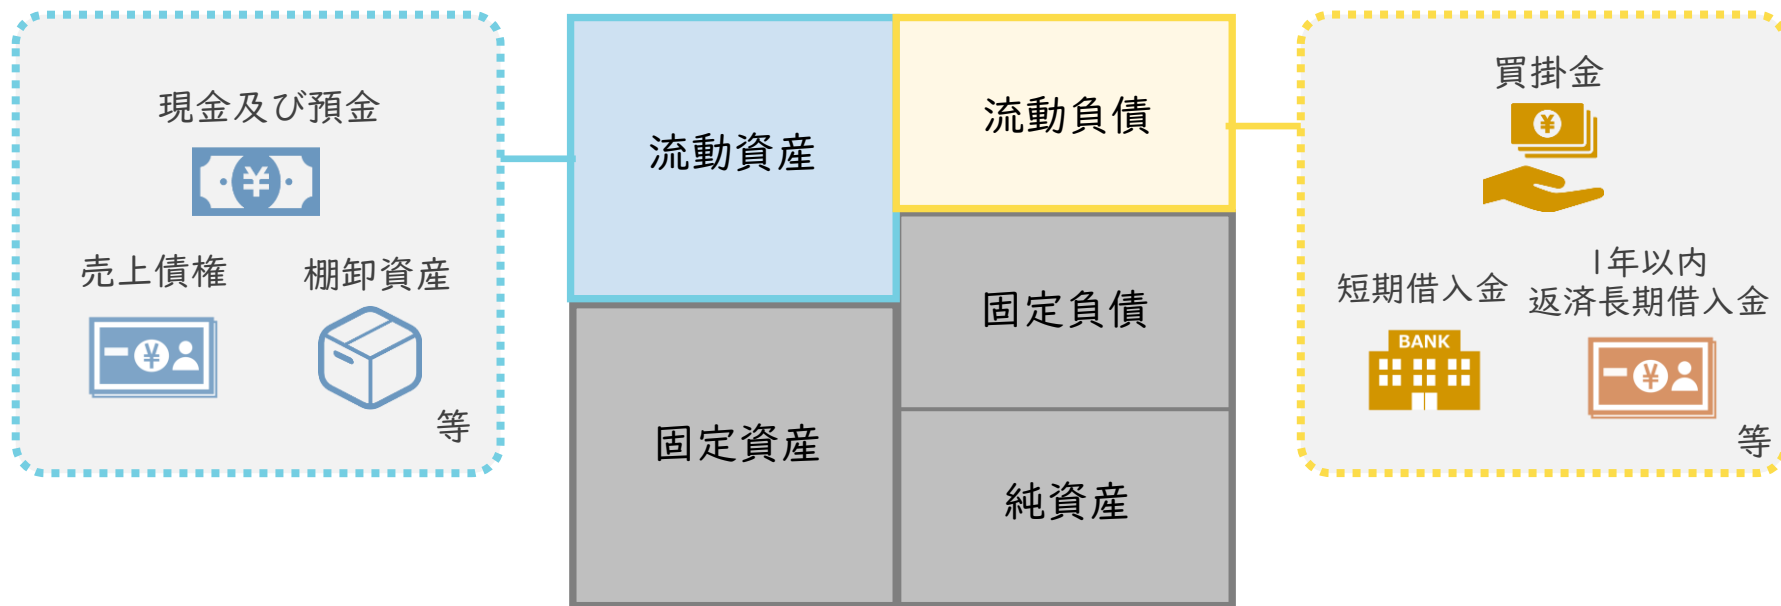 現金及び預金
¥
売上債権
¥
棚卸資産
等
流動資産
流動負債
固定資産
固定負債
純資産
買掛金
¥
短期借入金
BANK
1年以内
返済長期借入金
¥
等